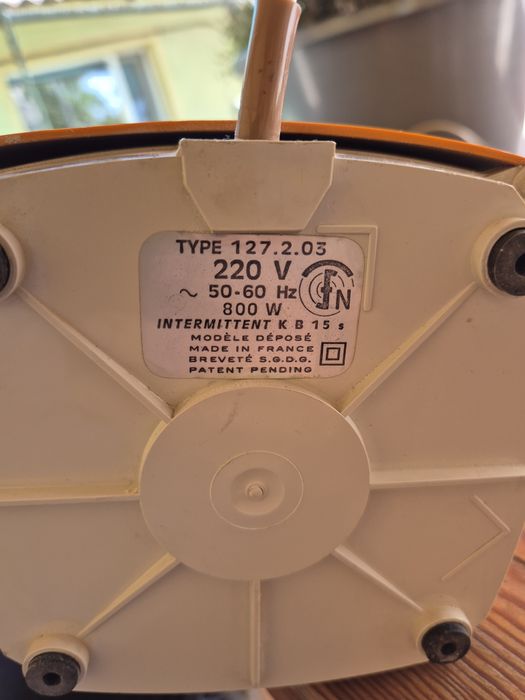 TYPE 127.2.03
220 V
~ 50-60 Hz
800 W
INTERMITTENT K B 15 s
MODÈLE DÉPOSÉ
MADE IN FRANCE
BREVETÉ S.G.D.G.
PATENT PENDING
NF